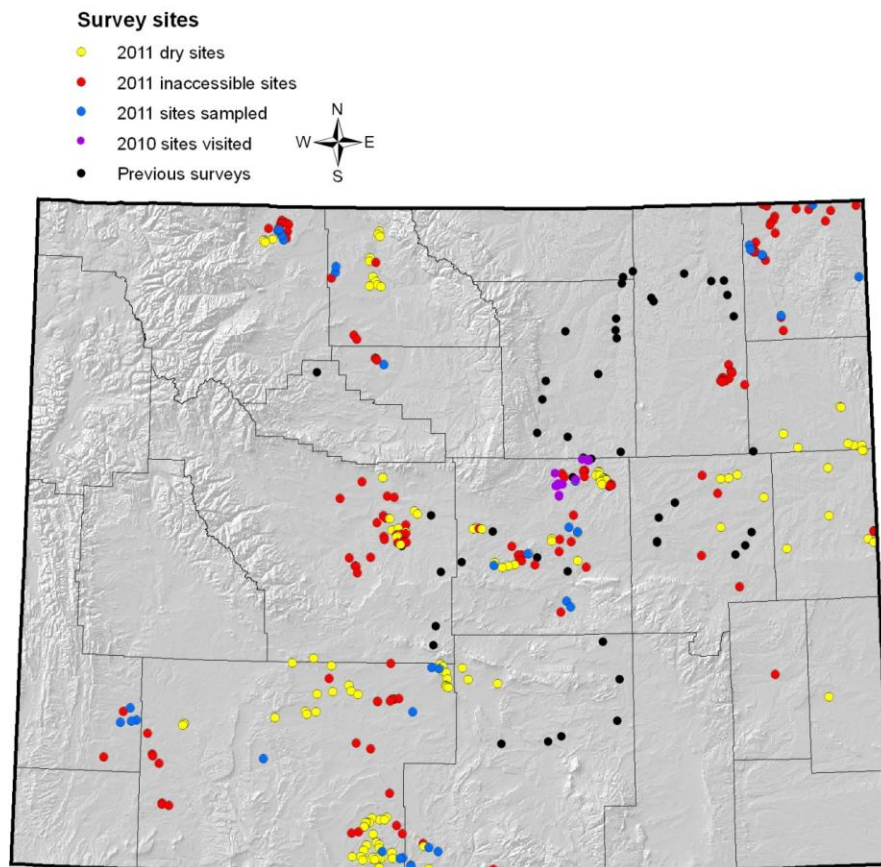 Survey sites
2011 dry sites
2011 inaccessible sites
2011 sites sampled
2010 sites visited
Previous surveys
N
W E
S